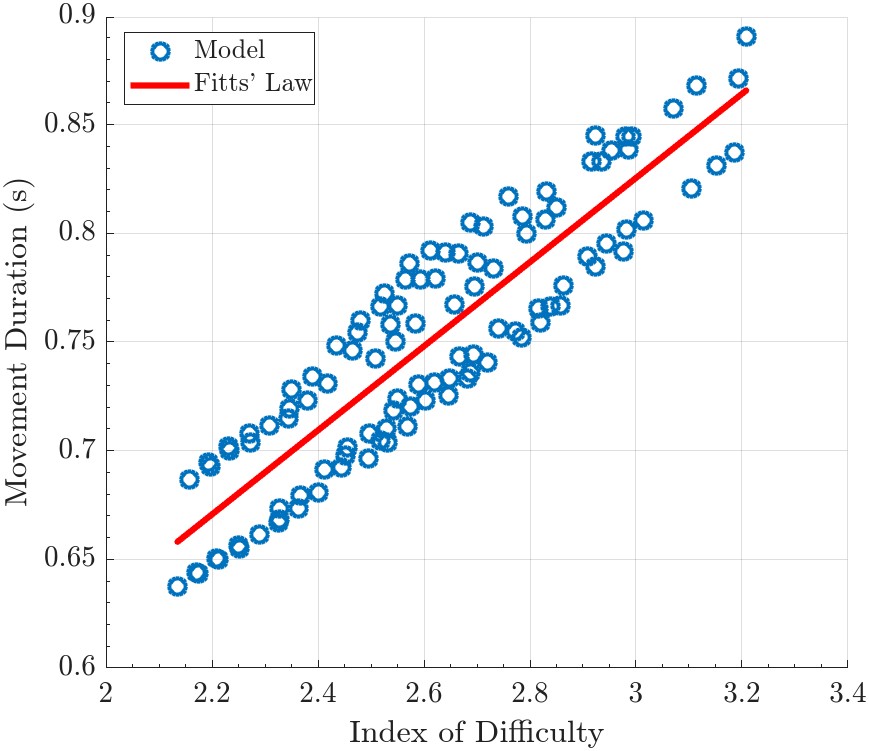 0.9
0.85
0.8
0.75
0.7
0.65
0.6
Movement Duration (s)
Model
Fitts' Law
2 2.2 2.4 2.6 2.8 3 3.2 3.4
Index of Difficulty